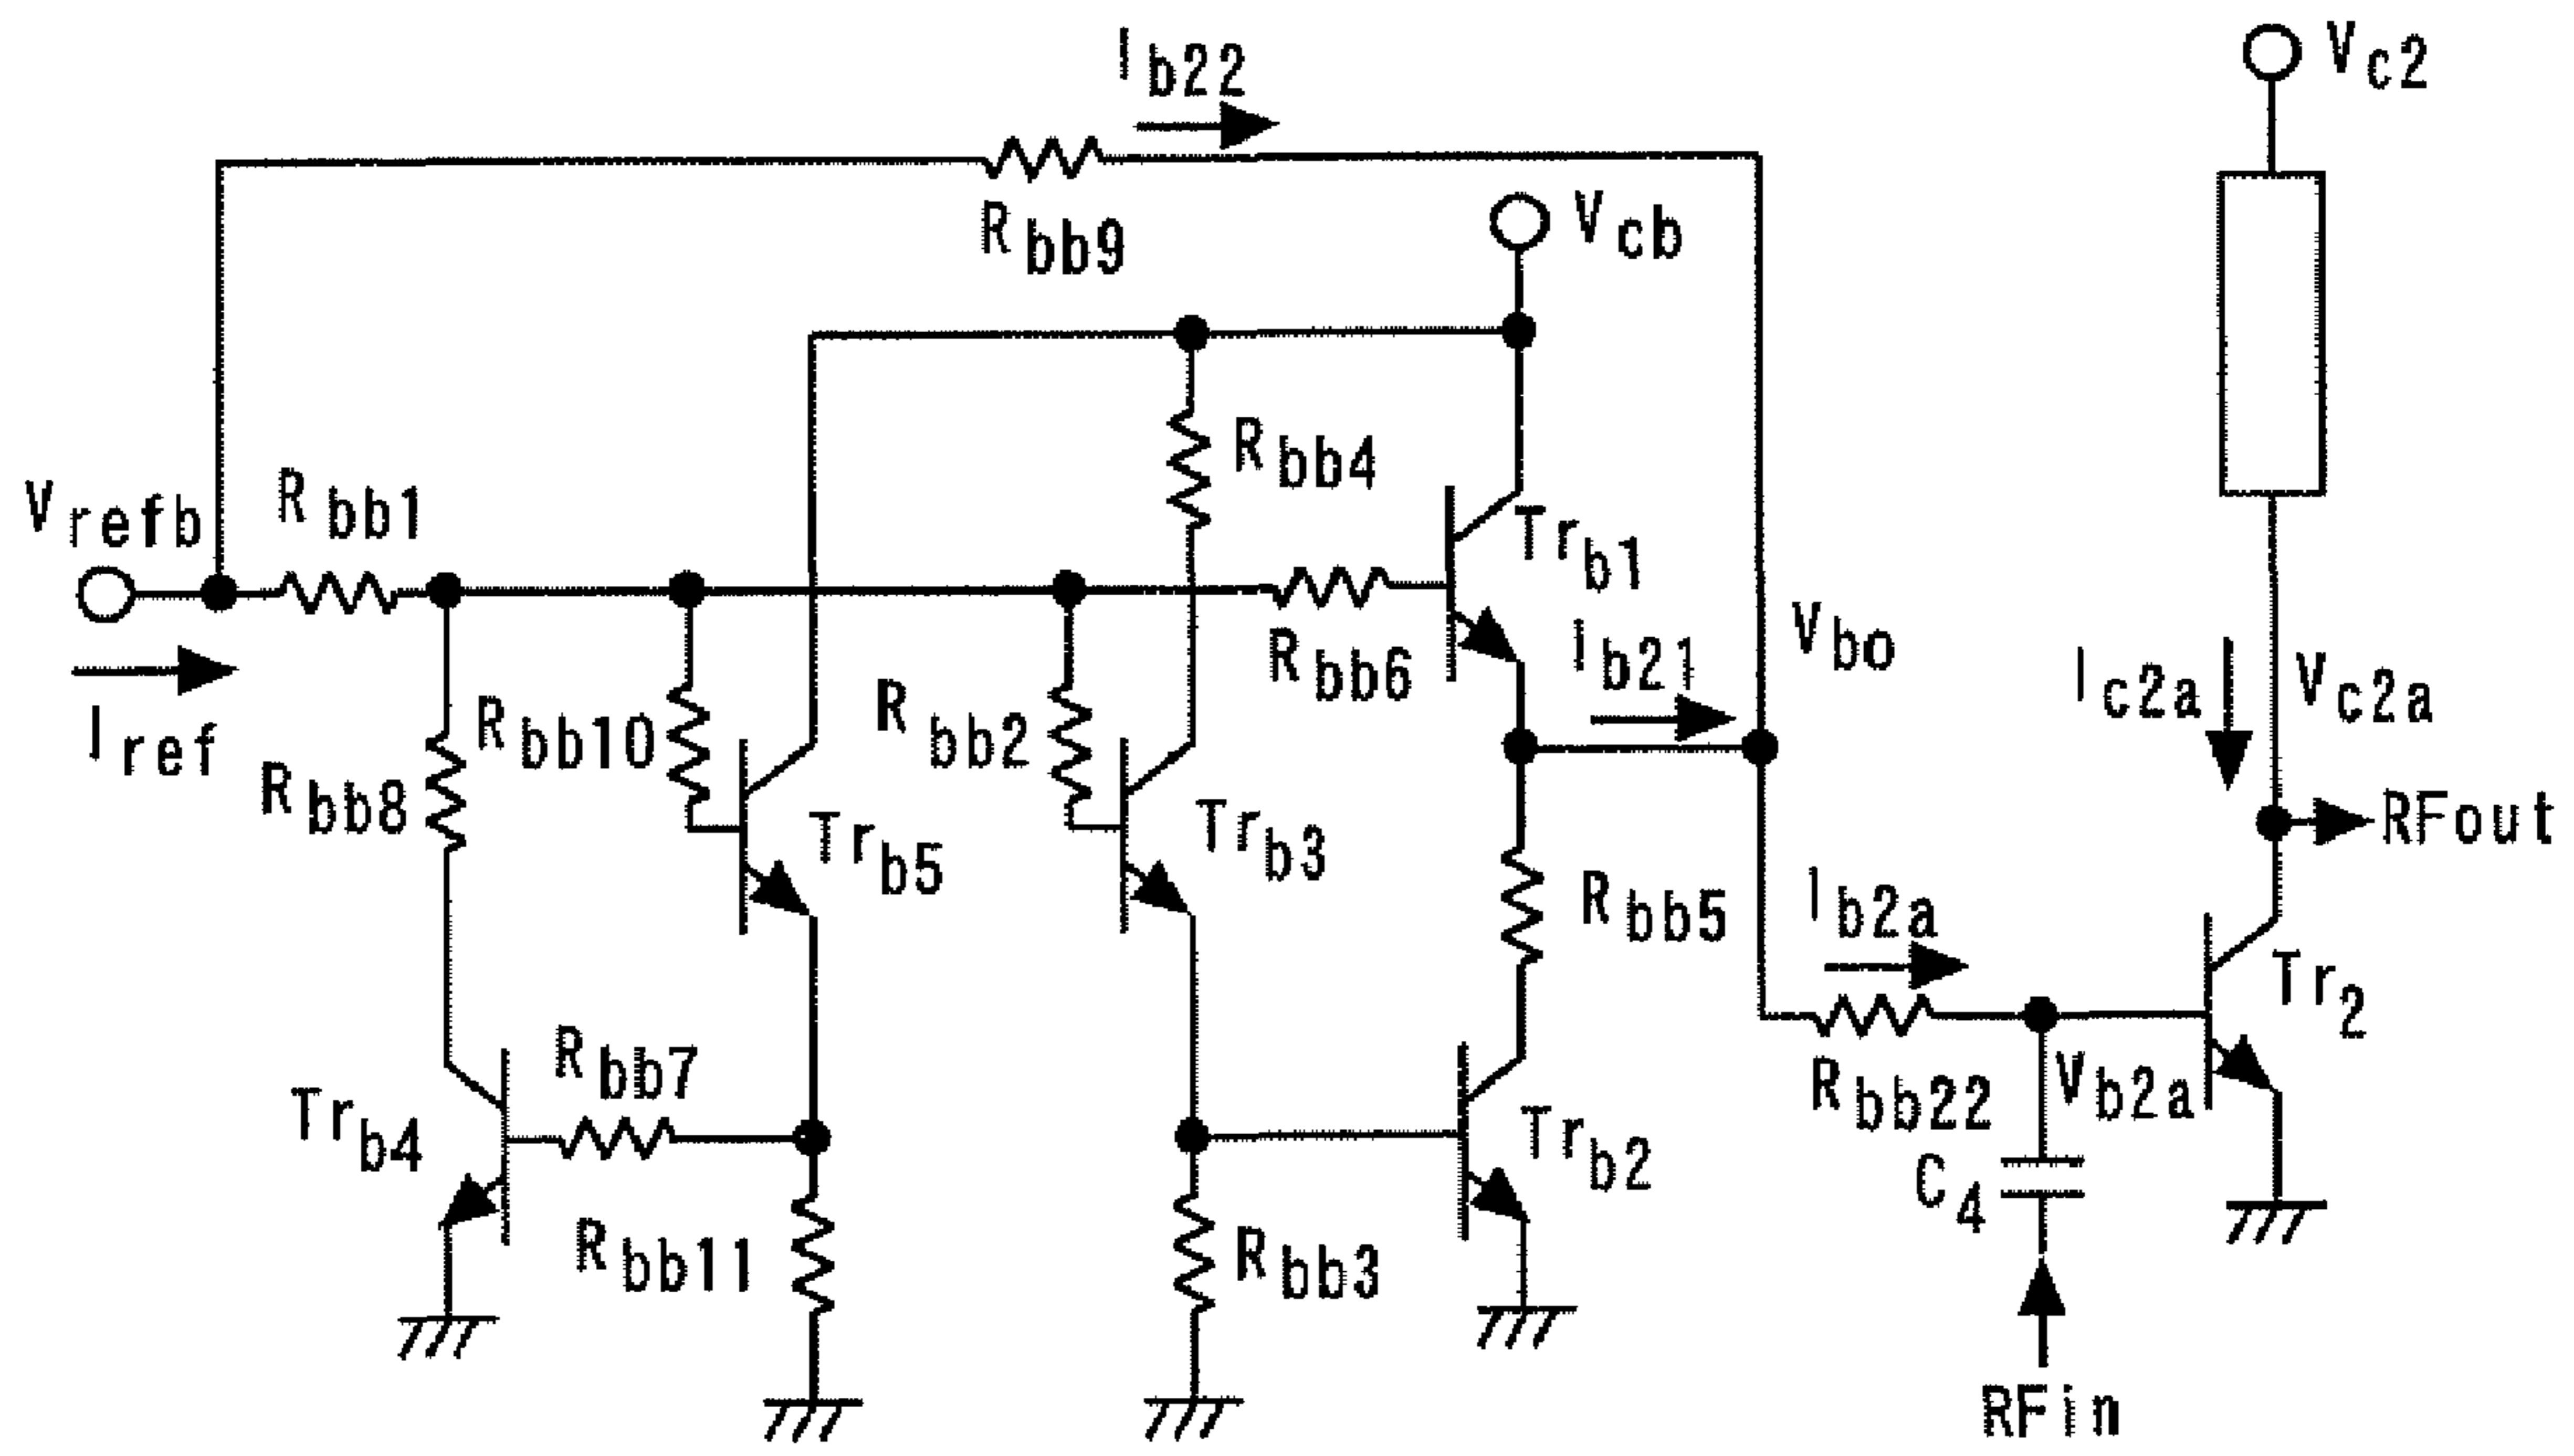 Ib22
Vc2
Rbb9
Vcb
Rbb4
Vrefb
Rbb1
Trb1
Rbb6
Ib21
Vbo
Ic2a
Vc2a
Iref
Rbb8
Rbb10
Rbb2
Trb5
Trb3
RFout
Rbb5
Ib2a
Tr2
Rbb7
Trb4
Trb2
Rbb22
Vb2a
C4
Rbb11
Rbb3
RFin